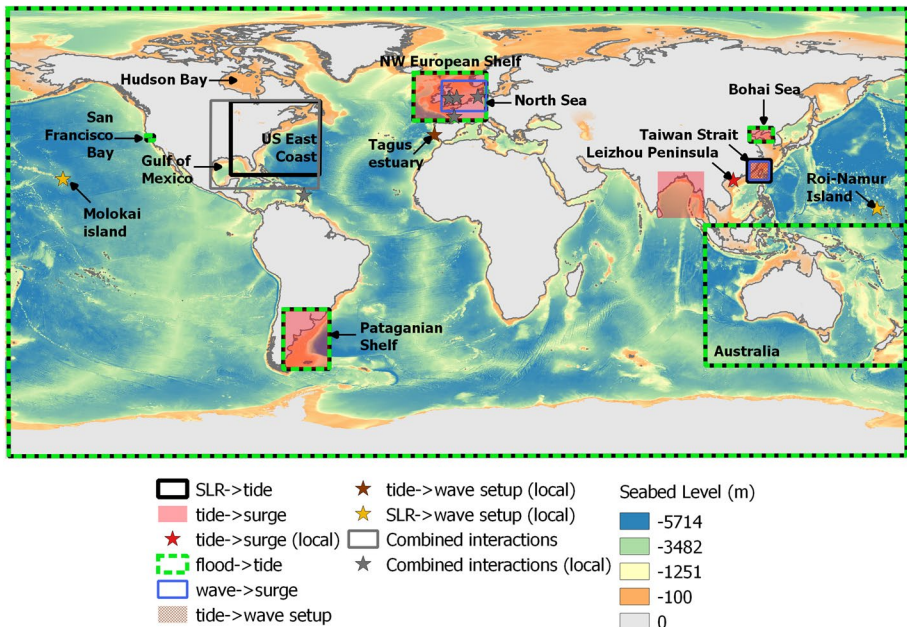 NW European Shelf
Hudson Bay
Bohai Sea
North Sea
San
Francisco
Bay
US East
Coast
Taiwan Strait
Tagus
estuary
Leizhou Peninsula
Gulf of
Mexico
Roi-Namur
Island
Molokai
island
Pataganian
Shelf
Australia
SLR->tide
tide->surge
tide->surge (local)
flood->tide
wave->surge
tide->wave setup
tide->wave setup (local)
SLR->wave setup (local)
Combined interactions
Combined interactions (local)
Seabed Level (m)
-5714
-3482
-1251
-100
0